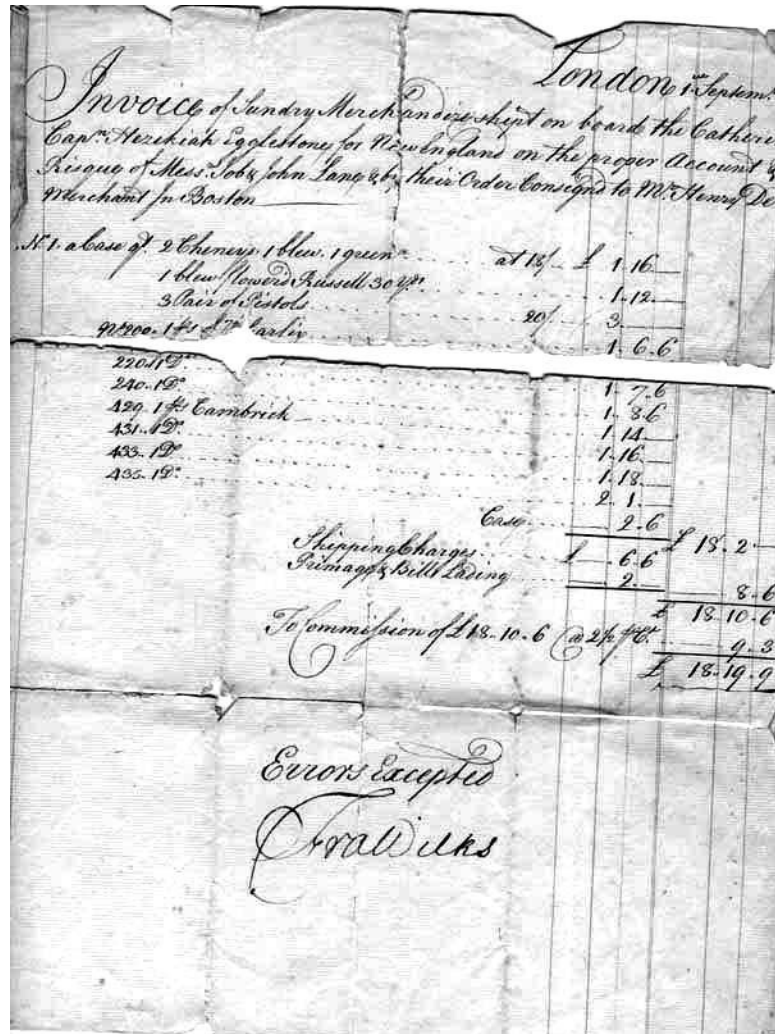 London 1st Septem
Invoice of Sundry Merchandize shipt on board the Catheri
Capn. Hezekiah Egglestone for New England on the proper Account &
Risque of Messrs. Job & John Lane & by their Order Consignd to Mr. Henry De
Merchant In Boston
No. 1. a Case qt. 2 Cheneys 1 blew. 1 green at 18/ £ 1 16
1 blew flowerd Russell 30 yds. 1. 12
3 Pair of Pistols 20/ 3
No. 200. 1 ps. Garlix 1. 6. 6
220. 1 Do. 1. 7. 6
240. 1 Do. 1. 8. 6
429. 1 ps. Cambrick 1. 14
431. 1 Do. 1. 16
433. 1 Do. 1. 18
435. 1 Do. 2. 1
Case 2. 6 £ 18. 2
Shipping Charges £ 6. 6
Primage & Bills Lading 2 8. 6
£ 18. 10. 6
To Commission of £ 18. 10. 6 @ 2½ p Ct. 9. 3
£ 18. 19. 9
Errors Excepted
Fra Wilks